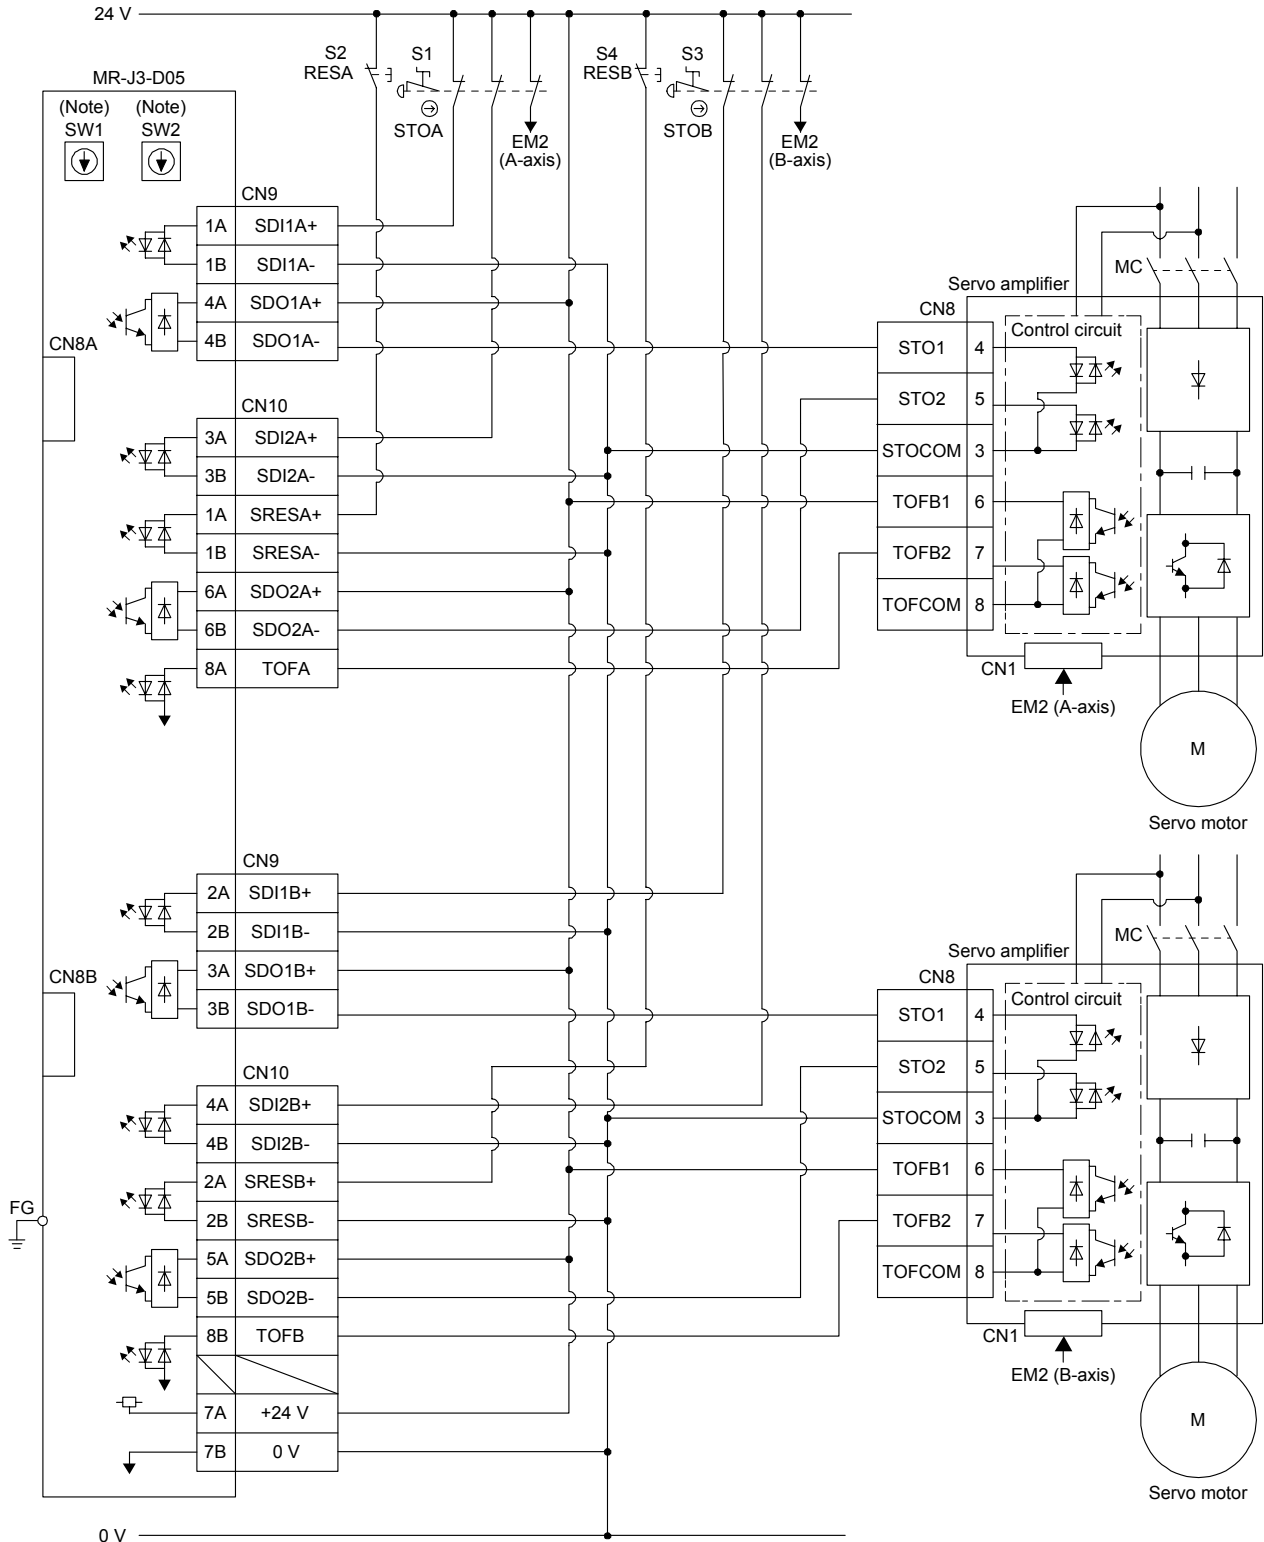 24 V
S2
RESA
S1
STOA
EM2
(A-axis)
S4
RESB
S3
STOB
EM2
(B-axis)
MR-J3-D05
(Note)
SW1
(Note)
SW2
CN8A
CN9
1A SDI1A+
1B SDI1A-
4A SDO1A+
4B SDO1A-
CN10
3A SDI2A+
3B SDI2A-
1A SRESA+
1B SRESA-
6A SDO2A+
6B SDO2A-
8A TOFA
MC
Servo amplifier
CN8
Control circuit
STO1 4
STO2 5
STOCOM 3
TOFB1 6
TOFB2 7
TOFCOM 8
CN1
EM2 (A-axis)
M
Servo motor
CN8B
CN9
2A SDI1B+
2B SDI1B-
3A SDO1B+
3B SDO1B-
CN10
4A SDI2B+
4B SDI2B-
2A SRESB+
2B SRESB-
5A SDO2B+
5B SDO2B-
8B TOFB
7A +24 V
7B 0 V
FG
MC
Servo amplifier
CN8
Control circuit
STO1 4
STO2 5
STOCOM 3
TOFB1 6
TOFB2 7
TOFCOM 8
CN1
EM2 (B-axis)
M
Servo motor
0 V